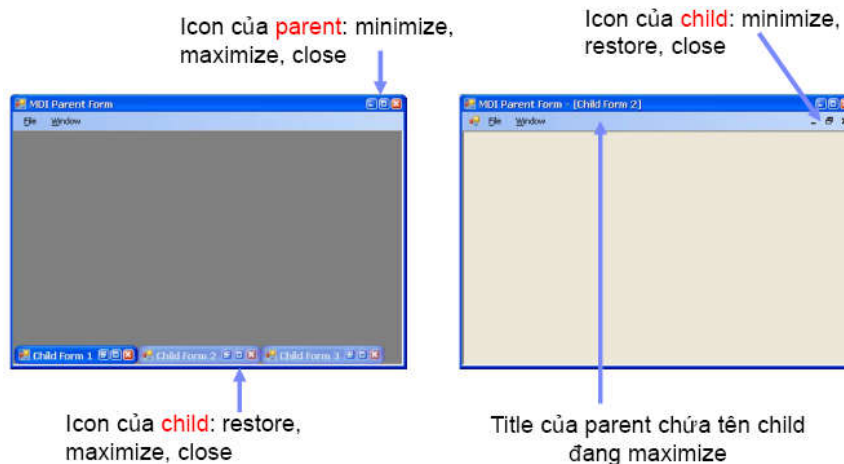 Icon của parent: minimize,
maximize, close
Icon của child: minimize,
restore, close
MDI Parent Form
File Window
Child Form 1
Child Form 2
Child Form 3
MDI Parent Form - [Child Form 2]
File Window
Icon của child: restore,
maximize, close
Title của parent chứa tên child
đang maximize